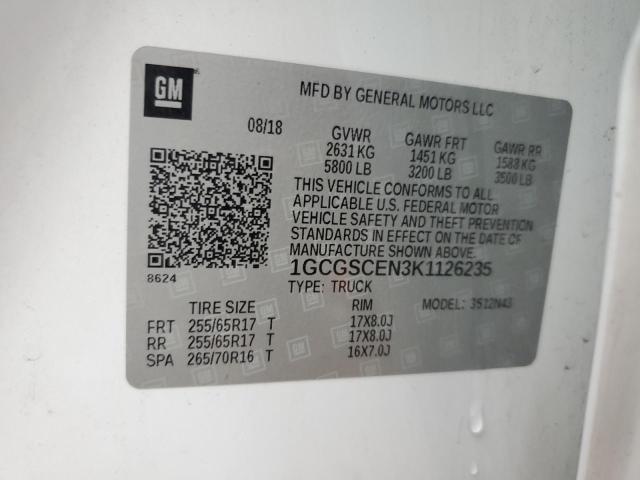 GM
MFD BY GENERAL MOTORS LLC
08/18 GVWR GAWR FRT GAWR RR
2631 KG 1451 KG 1588 KG
5800 LB 3200 LB 3500 LB
THIS VEHICLE CONFORMS TO ALL
APPLICABLE U.S. FEDERAL MOTOR
VEHICLE SAFETY AND THEFT PREVENTION
STANDARDS IN EFFECT ON THE DATE OF
MANUFACTURE SHOWN ABOVE.
8624 1GCGSCEN3K1126235
TYPE: TRUCK MODEL: 3512N43
TIRE SIZE RIM
FRT 255/65R17 T 17X8.0J
RR 255/65R17 T 17X8.0J
SPA 265/70R16 T 16X7.0J